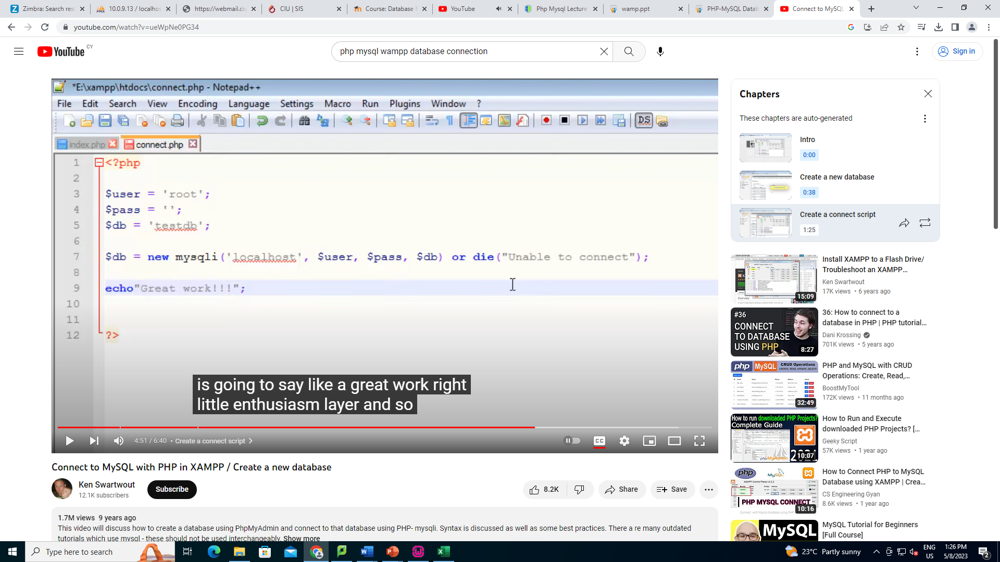 Zimbra: Search res
10.0.9.13 / localhos
https://webmail.ciu
CIU | SIS
Course: Database M
YouTube
Php Mysql Lecture
wamp.ppt
PHP-MySQL Datab
Connect to MySQL
youtube.com/watch?v=ueWpNe0PG34
YouTube CY
php mysql wampp database connection
Sign in
*E:\xampp\htdocs\connect.php - Notepad++
File Edit Search View Encoding Language Settings Macro Run Plugins Window ?
index.php connect.php
1 <?php
2
3 $user = 'root';
4 $pass = '';
5 $db = 'testdb';
6
7 $db = new mysqli('localhost', $user, $pass, $db) or die("Unable to connect");
8
9 echo"Great work!!!";
10
11
12 ?>
is going to say like a great work right
little enthusiasm layer and so
4:51 / 6:40 • Create a connect script
CC
Connect to MySQL with PHP in XAMPP / Create a new database
Ken Swartwout
12.1K subscribers
Subscribe
8.2K
Share
Save
1.7M views 9 years ago
This video will discuss how to create a database using PhpMyAdmin and connect to that database using PHP- mysqli. Syntax is discussed as well as some best practices. There a re many outdated
tutorials which use mysql - these should not be used interchangeably. Show more
Chapters
These chapters are auto-generated
Intro
0:00
Create a new database
0:38
Create a connect script
1:25
Install XAMPP to a Flash Drive/
Troubleshoot an XAMPP...
Ken Swartwout
17K views • 6 years ago
15:09
#36
CONNECT
TO DATABASE
USING PHP
8:27
36: How to connect to a
database in PHP | PHP tutorial...
Dani Krossing
701K views • 5 years ago
php MySQL CRUD Operations
CREATE, READ, UPDATE, DELETE
32:49
PHP and MySQL with CRUD
Operations: Create, Read,...
BoostMyTool
172K views • 11 months ago
How to run downloaded PHP Projects?
Complete Guide
phpMyAdmin
2021
10:07
How to Run and Execute
downloaded PHP Projects? [...
Geeky Script
57K views • 1 year ago
php MySQL
XAMPP Control Panel v3.2.2
PHP MYSQL CONNECT
10:16
How to Connect PHP to MySQL
Database using XAMPP | Crea...
CS Engineering Gyan
8.6K views • 1 year ago
MySQL
MySQL Tutorial for Beginners
[Full Course]
Type here to search
23°C Partly sunny
ENG
US
1:26 PM
5/8/2023
2